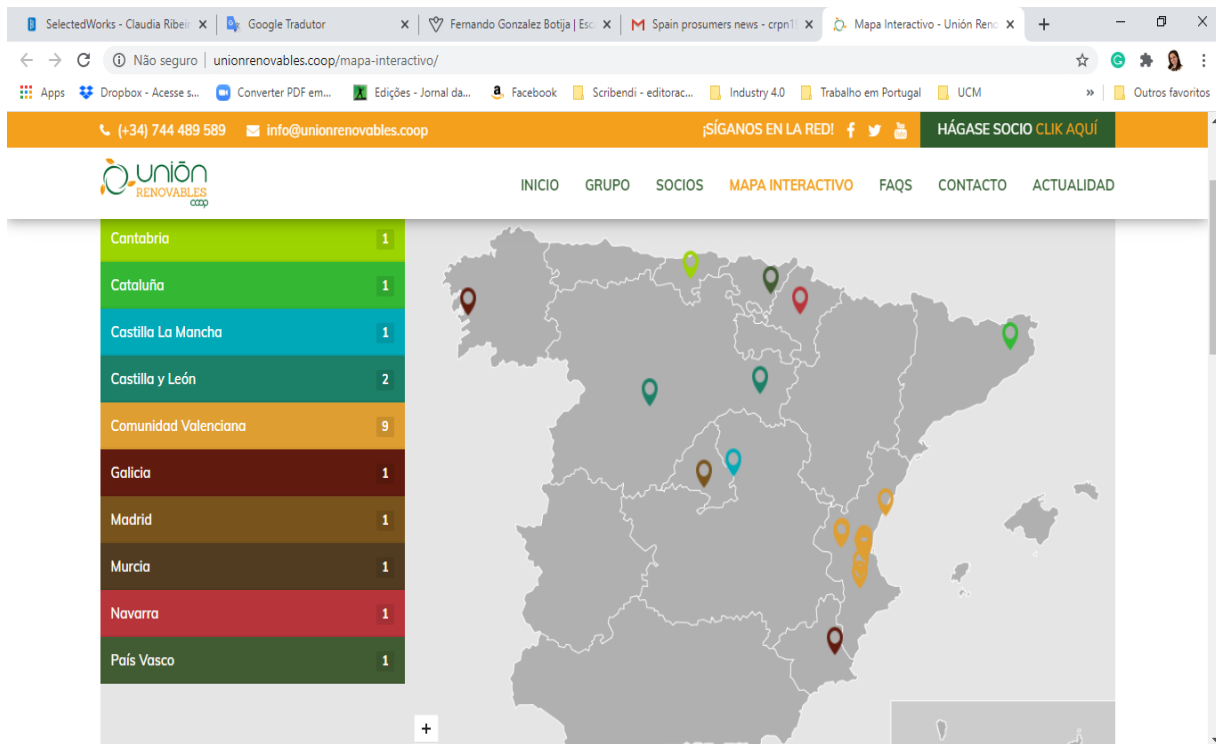 SelectedWorks - Claudia Ribei
Google Tradutor
Fernando Gonzalez Botija | Esc
Spain prosumers news - crpn1
Mapa Interactivo - Unión Reno
Não seguro | unionrenovables.coop/mapa-interactivo/
Apps Dropbox - Acesse s... Converter PDF em... Edições - Jornal da... Facebook Scribendi - editorac... Industry 4.0 Trabalho em Portugal UCM » Outros favoritos
(+34) 744 489 589 info@unionrenovables.coop ¡SÍGANOS EN LA RED! HÁGASE SOCIO CLIK AQUÍ
unión
RENOVABLES
coop
INICIO GRUPO SOCIOS MAPA INTERACTIVO FAQS CONTACTO ACTUALIDAD
Cantabria 1
Cataluña 1
Castilla La Mancha 1
Castilla y León 2
Comunidad Valenciana 9
Galicia 1
Madrid 1
Murcia 1
Navarra 1
País Vasco 1
+